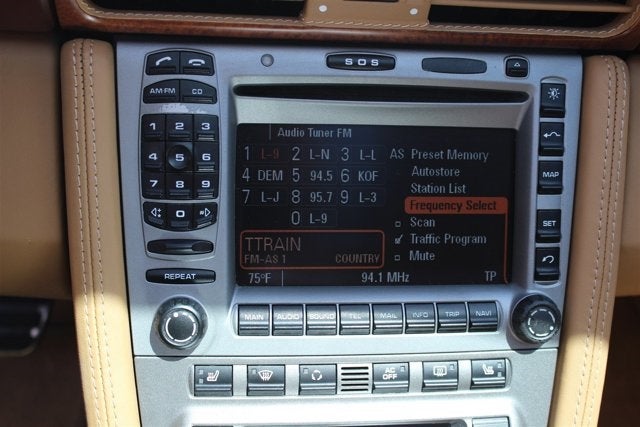 SOS
AM·FM CD
1 2 3
4 5 6
7 8 9
0
REPEAT
Audio Tuner FM
1 L-9 2 L-N 3 L-L
4 DEM 5 94.5 6 KOF
7 L-J 8 95.7 9 L-3
0 L-9
AS Preset Memory
Autostore
Station List
Frequency Select
Scan
Traffic Program
Mute
TTRAIN
FM-AS 1 COUNTRY
75°F 94.1 MHz TP
MAP
SET
MAIN AUDIO SOUND TEL MAIL INFO TRIP NAVI
AC
OFF